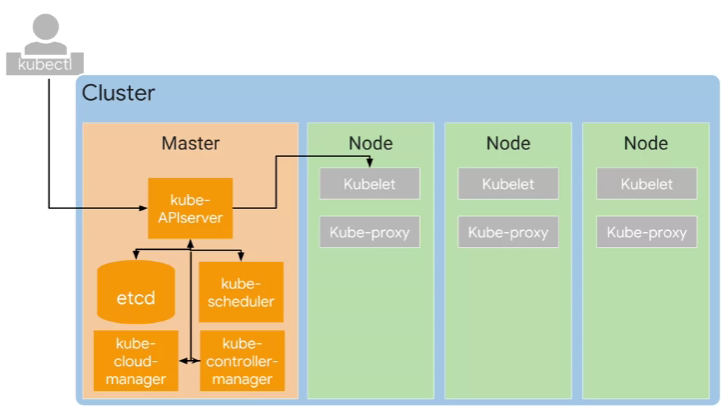 kubectl
Cluster
Master
kube-
APIserver
etcd
kube-
scheduler
kube-
cloud-
manager
kube-
controller-
manager
Node
Kubelet
Kube-proxy
Node
Kubelet
Kube-proxy
Node
Kubelet
Kube-proxy